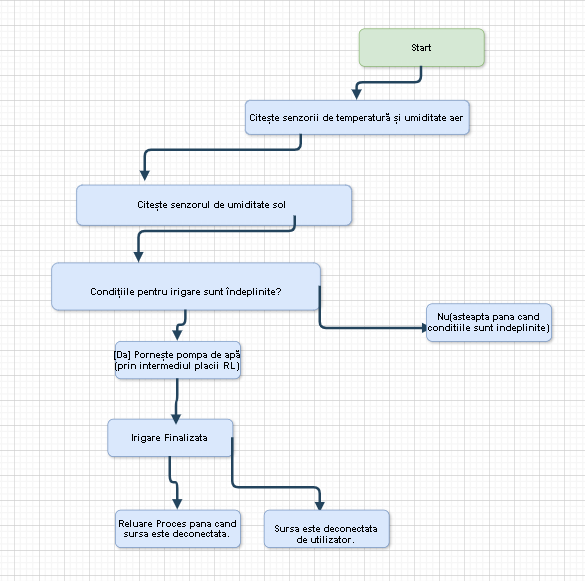 Start
Citește senzorii de temperatură și umiditate aer
Citește senzorul de umiditate sol
Condițiile pentru irigare sunt îndeplinite?
Nu(asteapta pana cand
conditiile sunt indeplinite)
[Da] Pornește pompa de apă
(prin intermediul placii RL)
Irigare Finalizata
Reluare Proces pana cand
sursa este deconectata.
Sursa este deconectata
de utilizator.